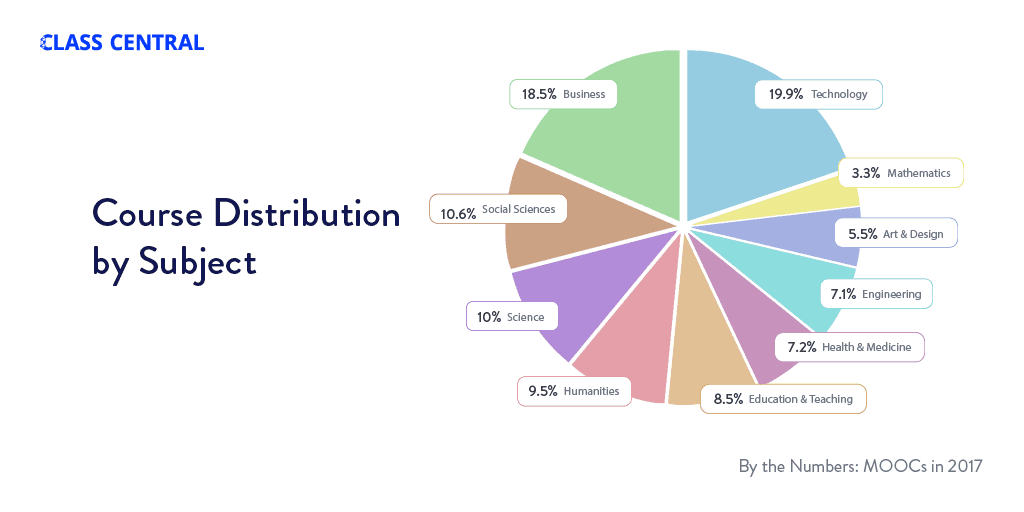 CLASS CENTRAL
Course Distribution
by Subject
18.5% Business
19.9% Technology
3.3% Mathematics
10.6% Social Sciences
5.5% Art & Design
7.1% Engineering
10% Science
7.2% Health & Medicine
9.5% Humanities
8.5% Education & Teaching
By the Numbers: MOOCs in 2017